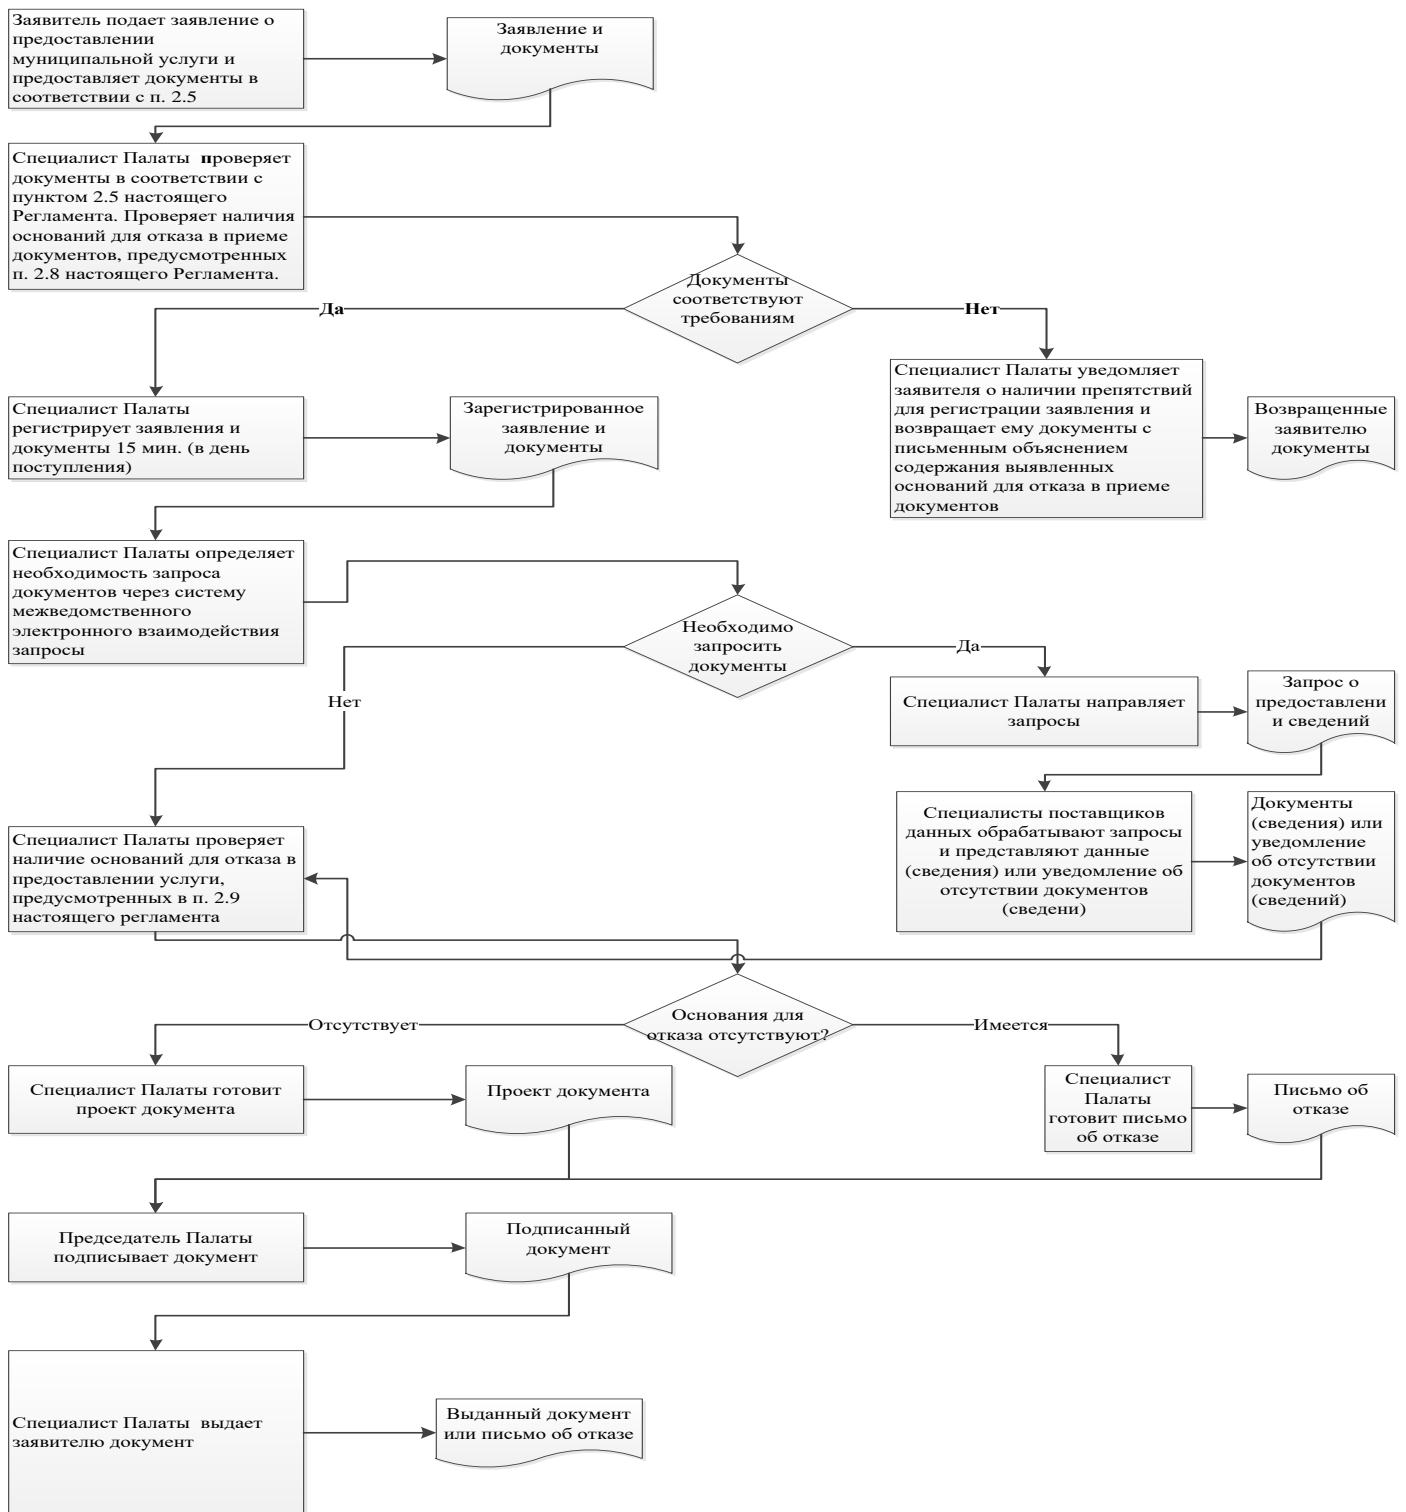 Заявитель подает заявление о
предоставлении
муниципальной услуги и
предоставляет документы в
соответствии с п. 2.5
Заявление и
документы
Специалист Палаты  проверяет
документы в соответствии с
пунктом 2.5 настоящего
Регламента. Проверяет наличия
оснований для отказа в приеме
документов, предусмотренных
п. 2.8 настоящего Регламента.
Документы
соответствуют
требованиям
Да
Нет
Специалист Палаты
регистрирует заявления и
документы 15 мин. (в день
поступления)
Зарегистрированное
заявление и
документы
Специалист Палаты уведомляет
заявителя о наличии препятствий
для регистрации заявления и
возвращает ему документы с
письменным объяснением
содержания выявленных
оснований для отказа в приеме
документов
Возвращенные
заявителю
документы
Специалист Палаты определяет
необходимость запроса
документов через систему
межведомственного
электронного взаимодействия
запросы
Необходимо
запросить
документы
Да
Нет
Специалист Палаты направляет
запросы
Запрос о
предоставлени
и сведений
Специалисты поставщиков
данных обрабатывают запросы
и представляют данные
(сведения) или уведомление об
отсутствии документов
(сведени)
Документы
(сведения) или
уведомление
об отсутствии
документов
(сведений)
Специалист Палаты проверяет
наличие оснований для отказа в
предоставлении услуги,
предусмотренных в п. 2.9
настоящего регламента
Основания для
отказа отсутствуют?
Отсутствует
Имеется
Специалист Палаты готовит
проект документа
Проект документа
Специалист
Палаты
готовит письмо
об отказе
Письмо об
отказе
Председатель Палаты
подписывает документ
Подписанный
документ
Специалист Палаты  выдает
заявителю документ
Выданный документ
или письмо об отказе